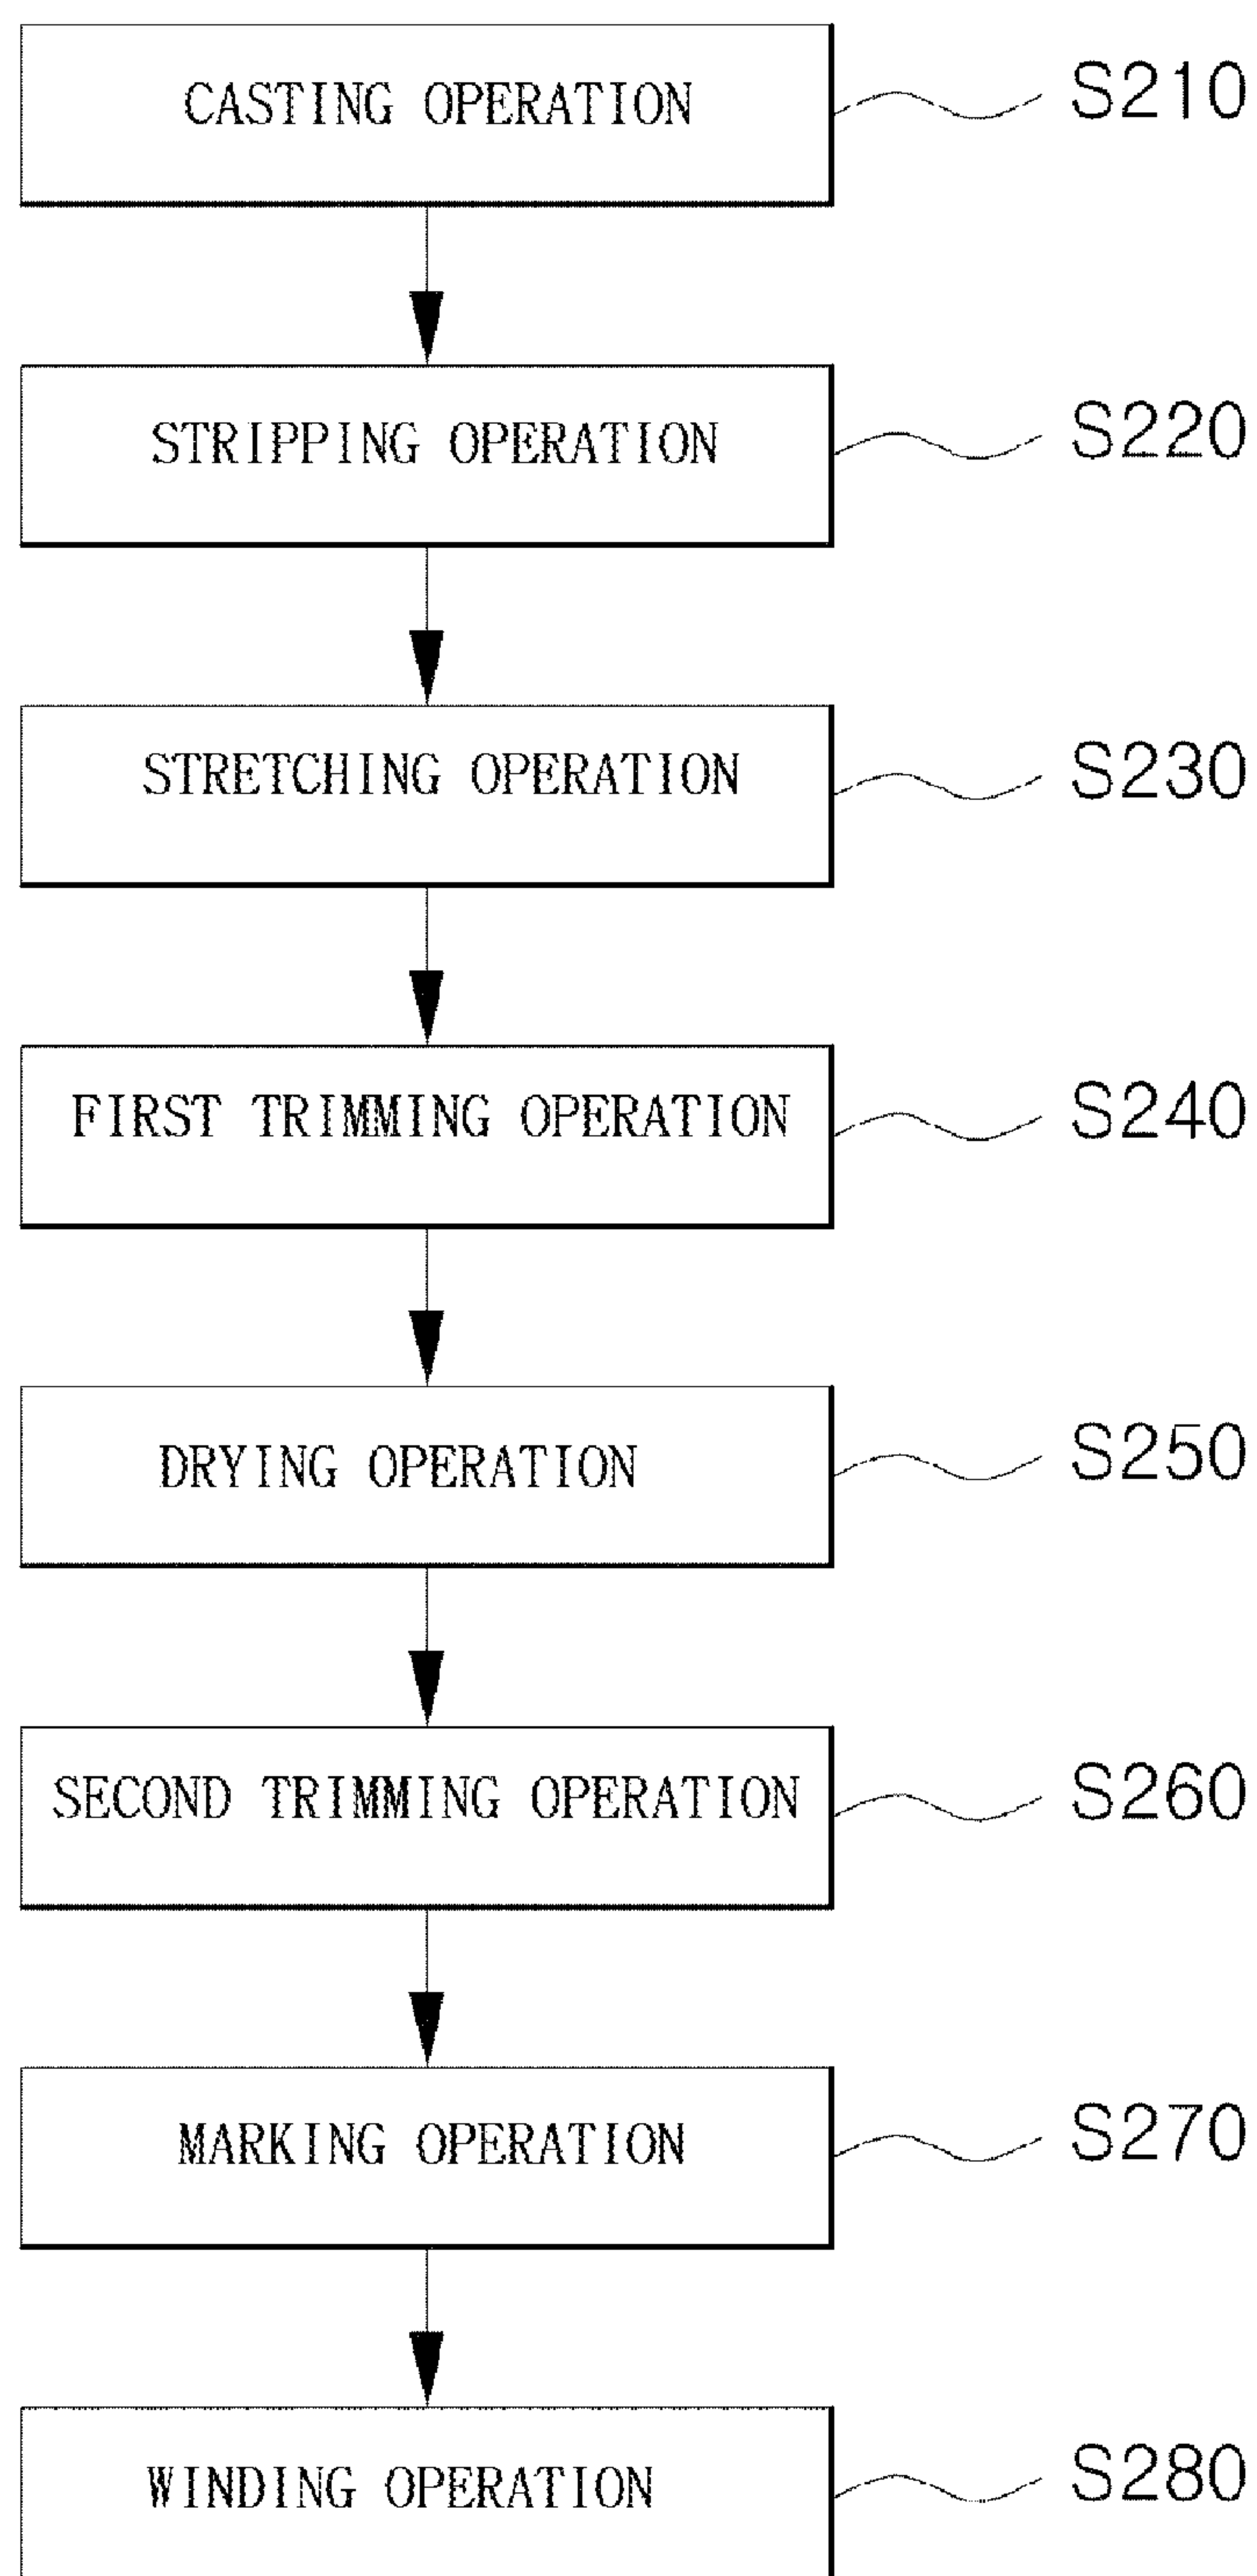 CASTING OPERATION S210
STRIPPING OPERATION S220
STRETCHING OPERATION S230
FIRST TRIMMING OPERATION S240
DRYING OPERATION S250
SECOND TRIMMING OPERATION S260
MARKING OPERATION S270
WINDING OPERATION S280